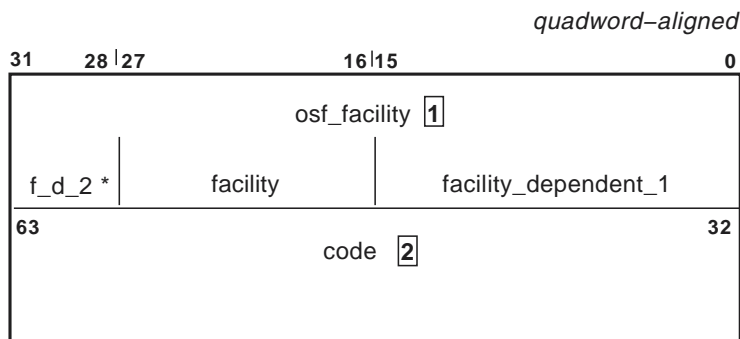 quadword–aligned
31 28 27 16 15 0
osf_facility 1
f_d_2 * facility facility_dependent_1
63 32
code 2